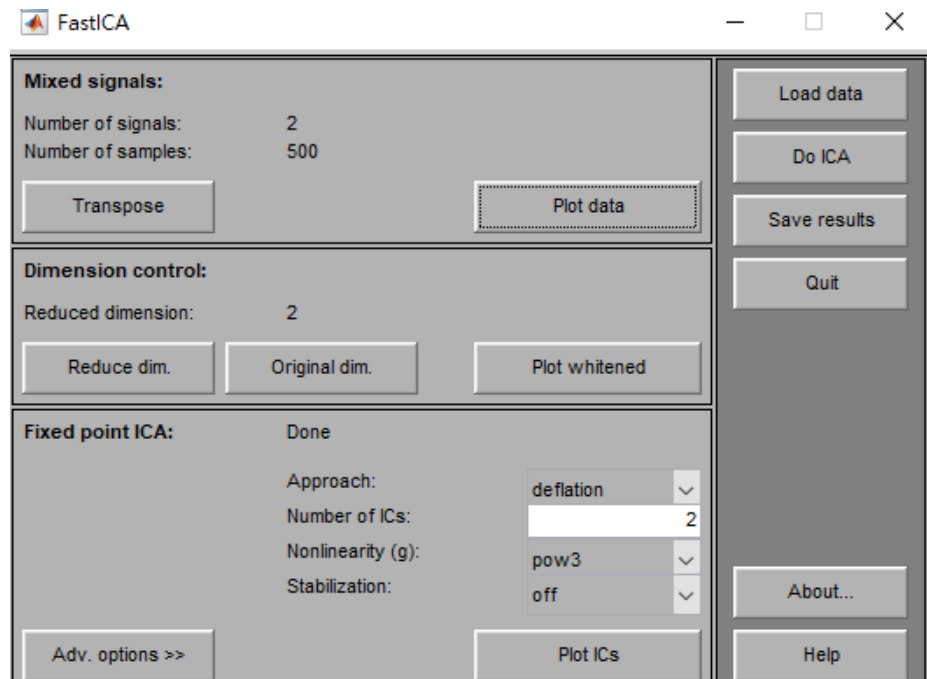 FastICA
Mixed signals:
Number of signals: 2
Number of samples: 500
Transpose Plot data
Dimension control:
Reduced dimension: 2
Reduce dim. Original dim. Plot whitened
Fixed point ICA: Done
Approach: deflation
Number of ICs: 2
Nonlinearity (g): pow3
Stabilization: off
Adv. options >> Plot ICs
Load data
Do ICA
Save results
Quit
About...
Help